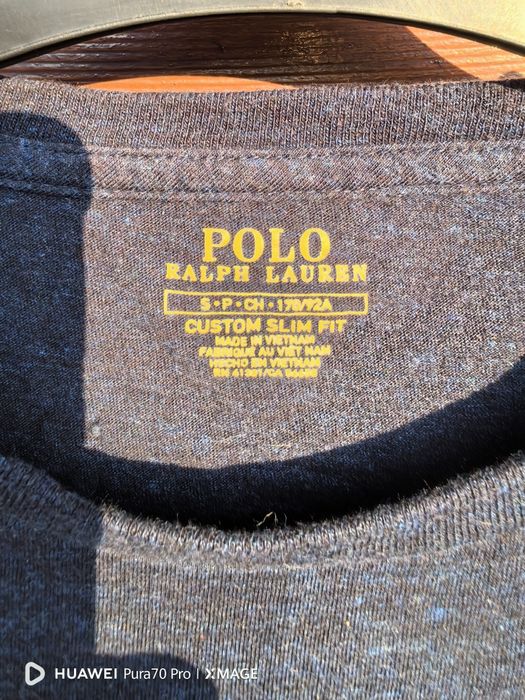 POLO
RALPH LAUREN
S • P • CH • 170/92A
CUSTOM SLIM FIT
MADE IN VIETNAM
FABRIQUÉ AU VIET NAM
HECHO EN VIETNAM
HUAWEI Pura70 Pro | XMAGE